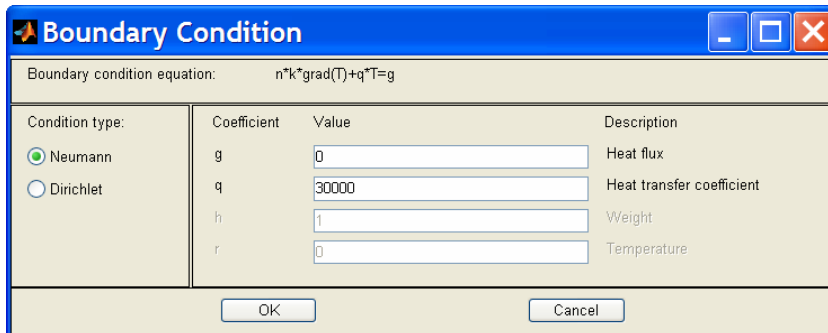 Boundary Condition
Boundary condition equation: n*k*grad(T)+q*T=g
Condition type: Coefficient Value Description
Neumann g 0 Heat flux
Dirichlet q 30000 Heat transfer coefficient
h 1 Weight
r 0 Temperature
OK Cancel